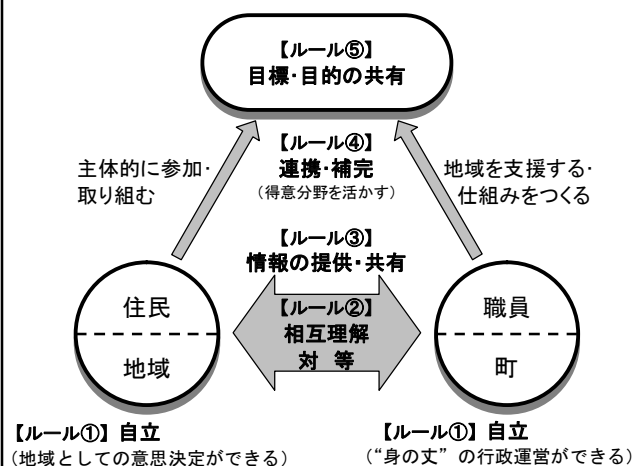 【ルール⑤】
目標・目的の共有
【ルール④】
連携・補完
（得意分野を活かす）
主体的に参加・
取り組む
地域を支援する・
仕組みをつくる
【ルール③】
情報の提供・共有
住民
地域
【ルール②】
相互理解
対 等
職員
町
【ルール①】自立
（地域としての意思決定ができる）
【ルール①】自立
（“身の丈”の行政運営ができる）